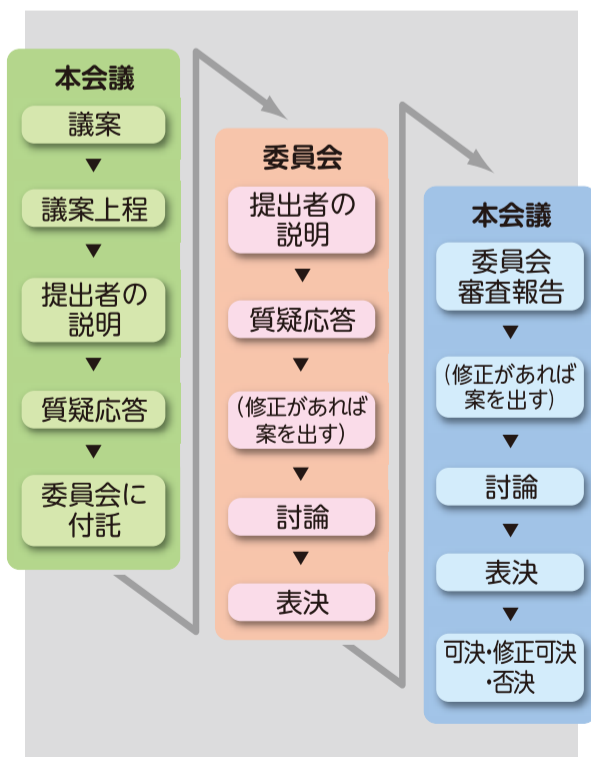 本会議
議案
▼
議案上程
▼
提出者の
説明
▼
質疑応答
▼
委員会に
付託
委員会
提出者の
説明
▼
質疑応答
▼
(修正があれば
案を出す)
▼
討論
▼
表決
本会議
委員会
審査報告
▼
(修正があれば
案を出す)
▼
討論
▼
表決
▼
可決・修正可決
・否決